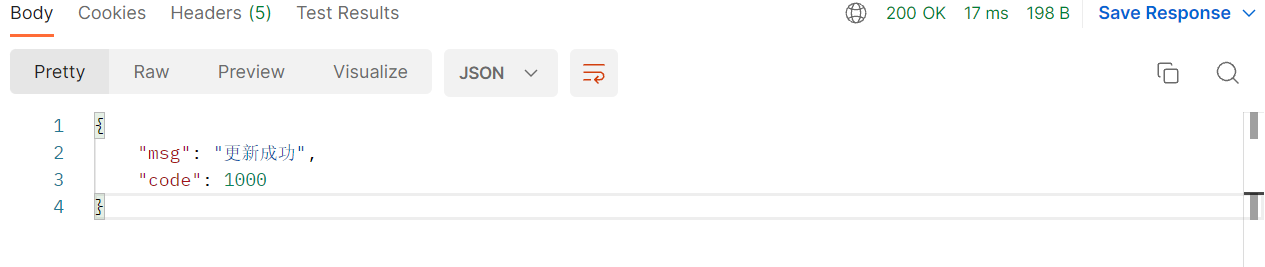 Body Cookies Headers (5) Test Results 200 OK 17 ms 198 B Save Response
Pretty Raw Preview Visualize JSON
1 {
2 "msg": "更新成功",
3 "code": 1000
4 }